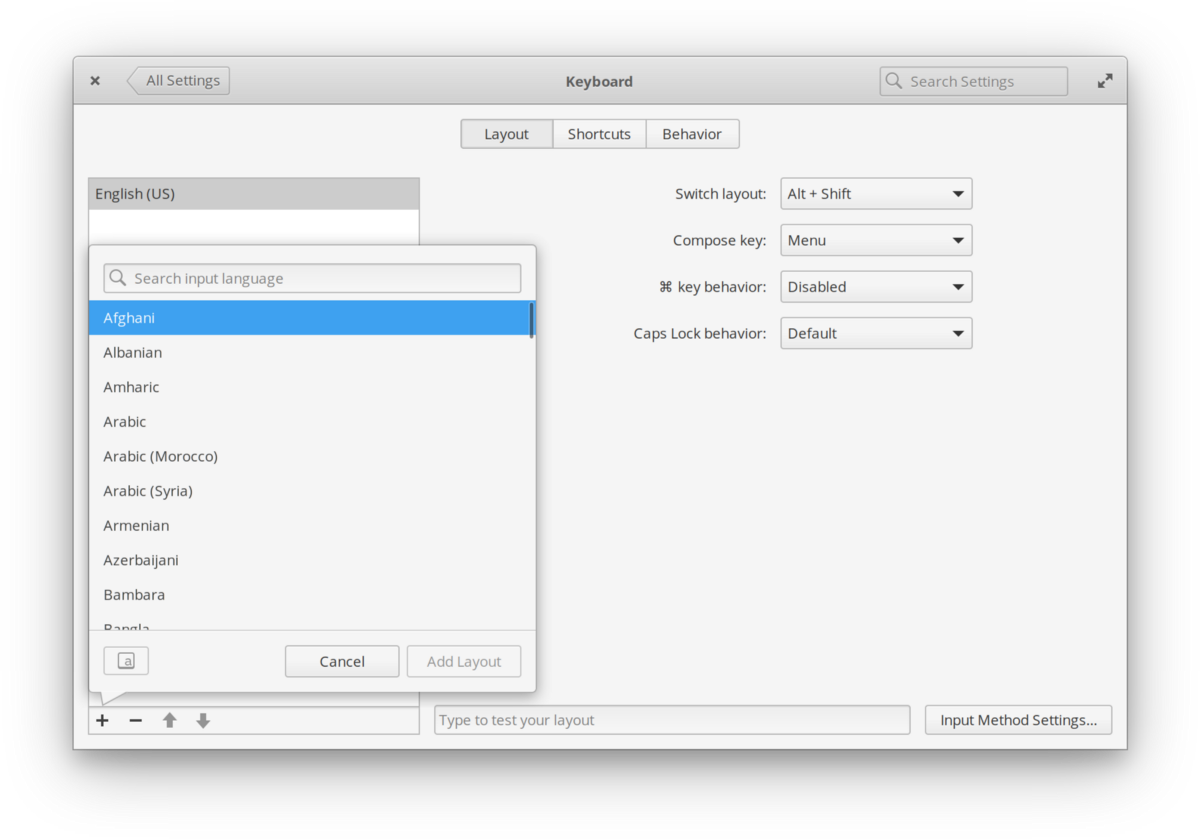 All Settings
Keyboard
Search Settings
Layout
Shortcuts
Behavior
English (US)
Switch layout:
Alt + Shift
Compose key:
Menu
⌘ key behavior:
Disabled
Caps Lock behavior:
Default
Search input language
Afghani
Albanian
Amharic
Arabic
Arabic (Morocco)
Arabic (Syria)
Armenian
Azerbaijani
Bambara
Bangla
a
Cancel
Add Layout
Type to test your layout
Input Method Settings...